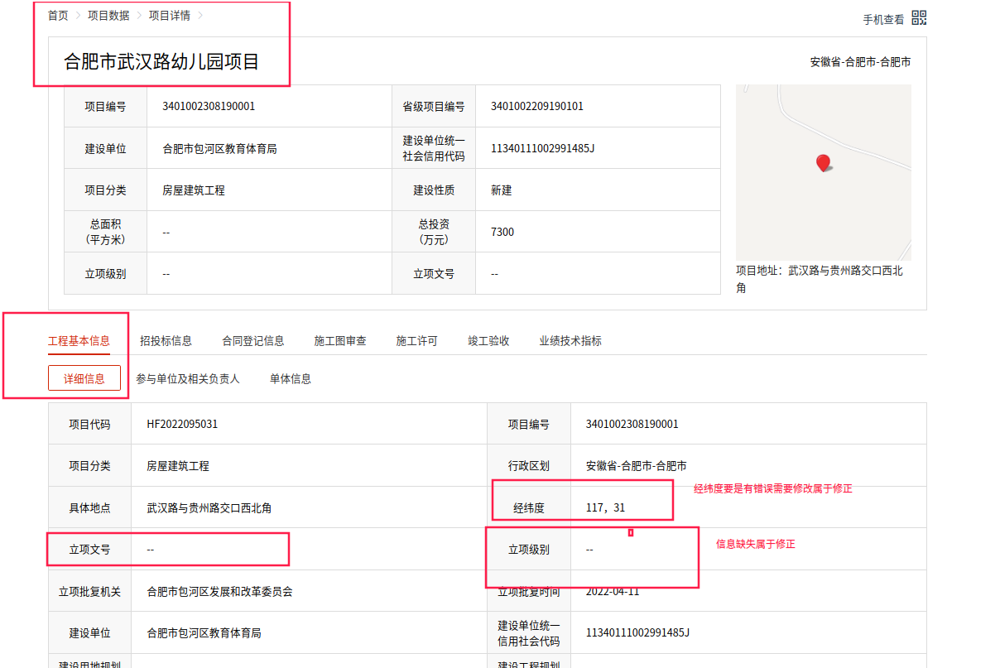 首页 > 项目数据 > 项目详情 >
手机查看
合肥市武汉路幼儿园项目
安徽省-合肥市-合肥市
项目编号 3401002308190001 省级项目编号 3401002209190101
建设单位 合肥市包河区教育体育局 建设单位统一
社会信用代码 11340111002991485J
项目分类 房屋建筑工程 建设性质 新建
总面积
（平方米） -- 总投资
（万元） 7300
立项级别 -- 立项文号 --
项目地址：武汉路与贵州路交口西北
角
工程基本信息 招投标信息 合同登记信息 施工图审查 施工许可 竣工验收 业绩技术指标
详细信息 参与单位及相关负责人 单体信息
项目代码 HF2022095031 项目编号 3401002308190001
项目分类 房屋建筑工程 行政区划 安徽省-合肥市-合肥市
经纬度要是有错误需要修改属于修正
具体地点 武汉路与贵州路交口西北角 经纬度 117，31
立项文号 -- 立项级别 -- 信息缺失属于修正
立项批复机关 合肥市包河区发展和改革委员会 立项批复时间 2022-04-11
建设单位 合肥市包河区教育体育局 建设单位统一
信用社会代码 11340111002991485J
建设用地规划 建设工程规划